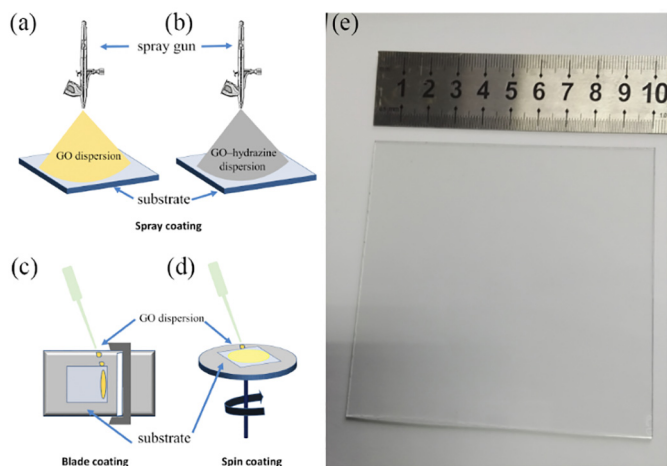 (a)
(b)
spray gun
GO dispersion
GO–hydrazine
dispersion
substrate
Spray coating
(c)
(d)
GO dispersion
substrate
Blade coating
Spin coating
(e)
1 2 3 4 5 6 7 8 9 10